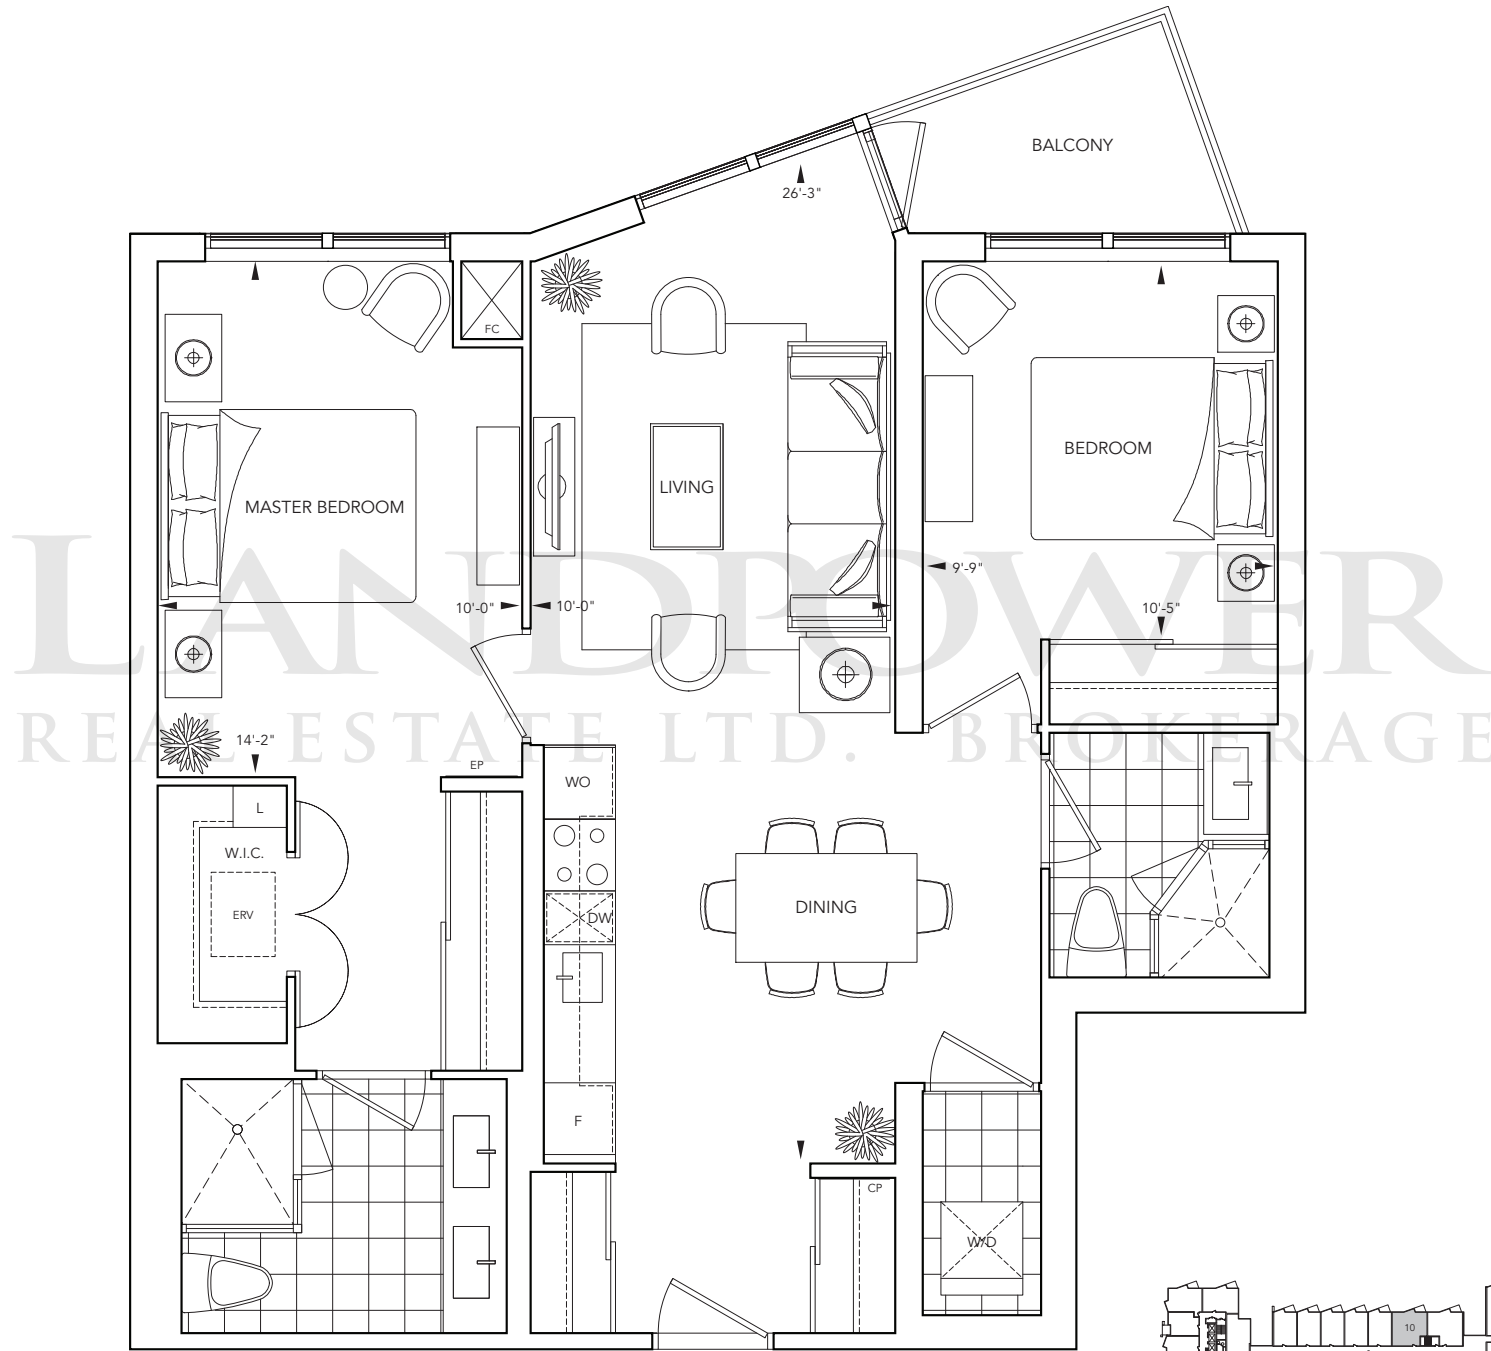 BALCONY
26'-3"
FC
BEDROOM
LIVING
MASTER BEDROOM
LANDPOWER
9'-9"
10'-0"
10'-0"
10'-5"
REAL ESTATE LTD. BROKERAGE
14'-2"
EP
WO
L
W.I.C.
ERV
DINING
DW
F
CP
W/D
10